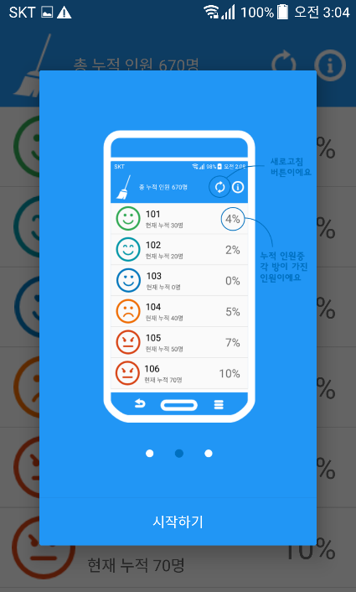 SKT 100% 오전 3:04
총 누적 인원 670명
SKT 98% 오전 2:09
총 누적 인원 670명
새로고침
버튼이에요
101
현재 누적 30명
4%
누적 인원중
각 방이 가진
인원이에요
102
현재 누적 20명
2%
103
현재 누적 0명
0%
104
현재 누적 40명
5%
105
현재 누적 50명
7%
106
현재 누적 70명
10%
시작하기
현재 누적 70명
10%